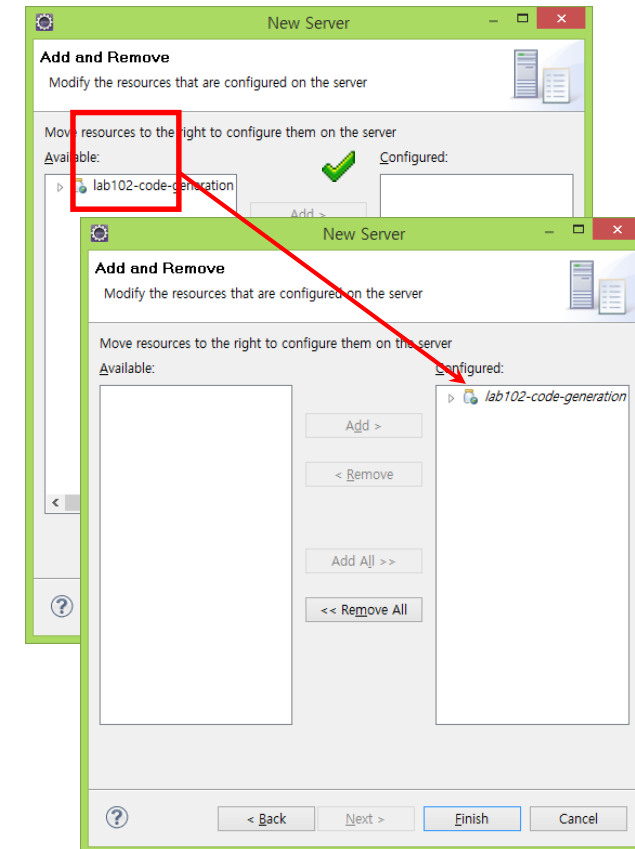 New Server
Add and Remove
Modify the resources that are configured on the server
Move resources to the right to configure them on the server
Available:
Configured:
lab102-code-generation
Add >
New Server
Add and Remove
Modify the resources that are configured on the server
Move resources to the right to configure them on the server
Available:
Configured:
lab102-code-generation
Add >
< Remove
Add All >>
<< Remove All
< Back
Next >
Finish
Cancel